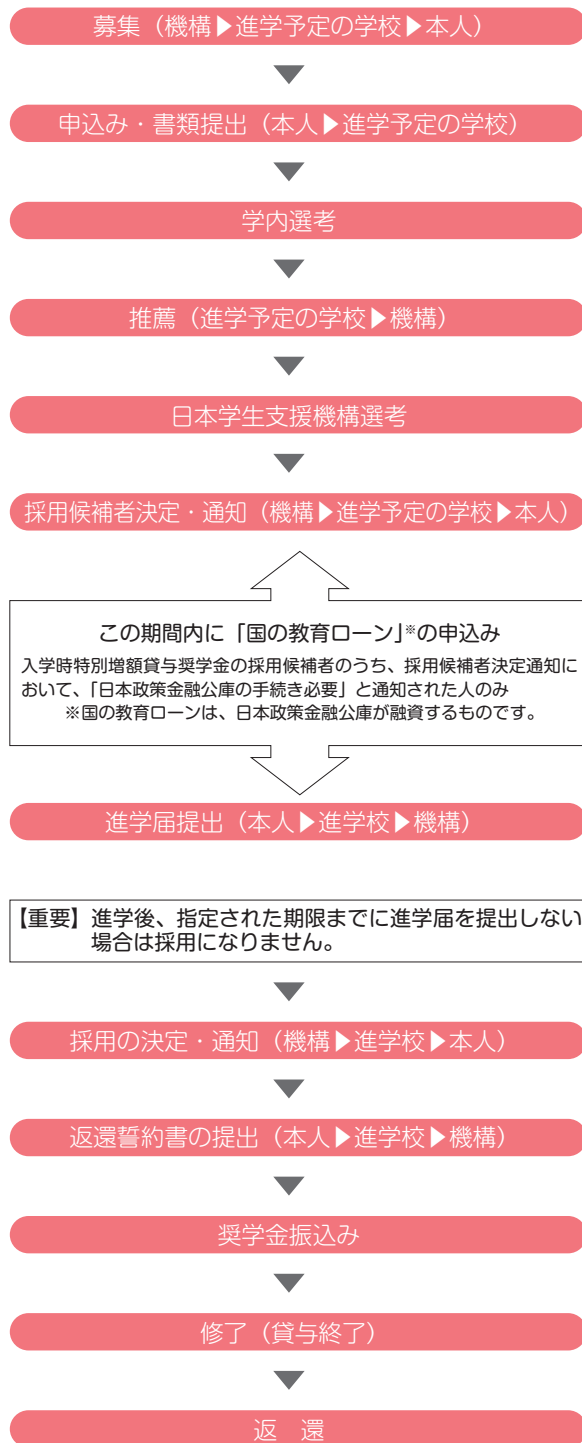 募集（機構▶進学予定の学校▶本人）
申込み・書類提出（本人▶進学予定の学校）
学内選考
推薦（進学予定の学校▶機構）
日本学生支援機構選考
採用候補者決定・通知（機構▶進学予定の学校▶本人）
この期間内に「国の教育ローン」※の申込み
入学時特別増額貸与奨学金の採用候補者のうち、採用候補者決定通知に
おいて、「日本政策金融公庫の手続き必要」と通知された人のみ
※国の教育ローンは、日本政策金融公庫が融資するものです。
進学届提出（本人▶進学校▶機構）
【重要】進学後、指定された期限までに進学届を提出しない
場合は採用になりません。
採用の決定・通知（機構▶進学校▶本人）
返還誓約書の提出（本人▶進学校▶機構）
奨学金振込み
修了（貸与終了）
返　還